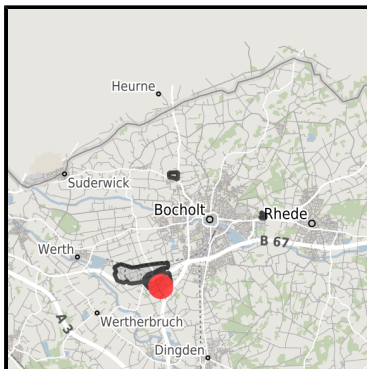 Heurne
Suderwick
Bocholt
Rhede
B 67
Werth
A 3
Wertherbruch
Dingden